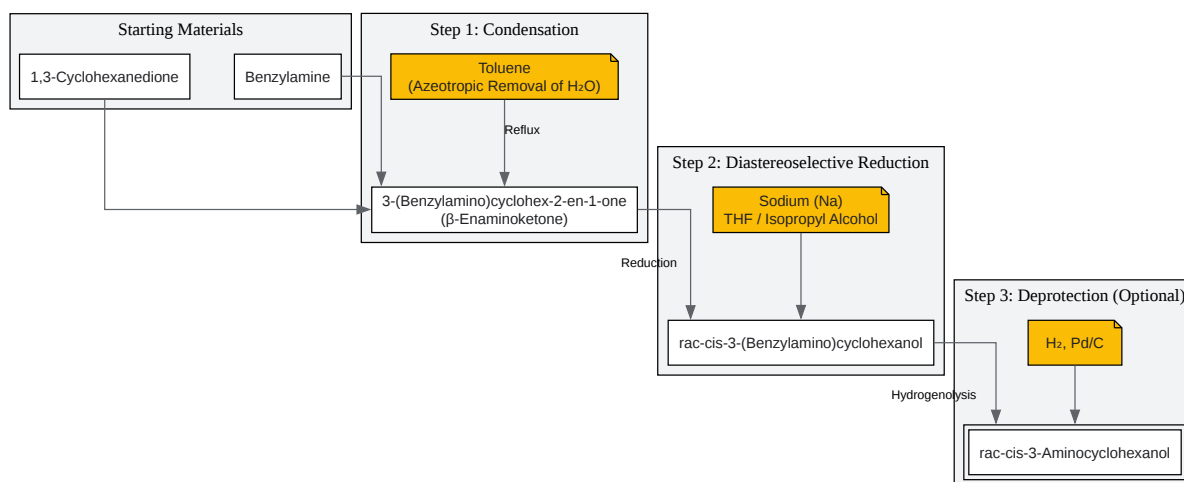 Starting Materials
1,3-Cyclohexanedione
Benzylamine
Step 1: Condensation
Toluene
(Azeotropic Removal of H₂O)
Reflux
3-(Benzylamino)cyclohex-2-en-1-one
(β-Enaminoketone)
Step 2: Diastereoselective Reduction
Sodium (Na)
THF / Isopropyl Alcohol
Reduction
rac-cis-3-(Benzylamino)cyclohexanol
Step 3: Deprotection (Optional)
H₂, Pd/C
Hydrogenolysis
rac-cis-3-Aminocyclohexanol